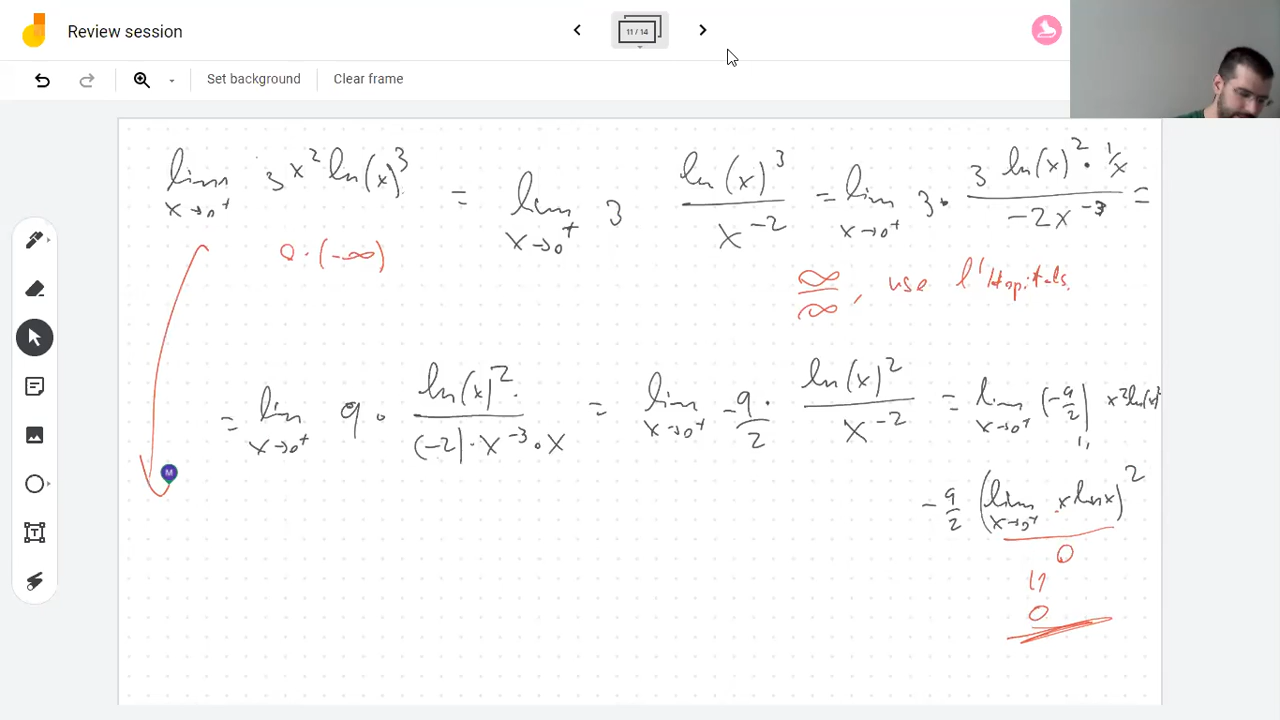 Review session
11 / 14
Set background
Clear frame
lim x→0⁺ 3x² ln(x)³ = lim x→0⁺ 3 ln(x)³ / x⁻² = lim x→0⁺ 3 · 3 ln(x)² · 1/x / -2x⁻³ =
0 · (-∞)
∞/∞, use l'Hopitals.
= lim x→0⁺ 9 · ln(x)² / (-2) · x⁻³ · x = lim x→0⁺ -9/2 · ln(x)² / x⁻² = lim x→0⁺ (-9/2) x² ln(x)²
M
-9/2 (lim x→0⁺ x ln x)²
0
0